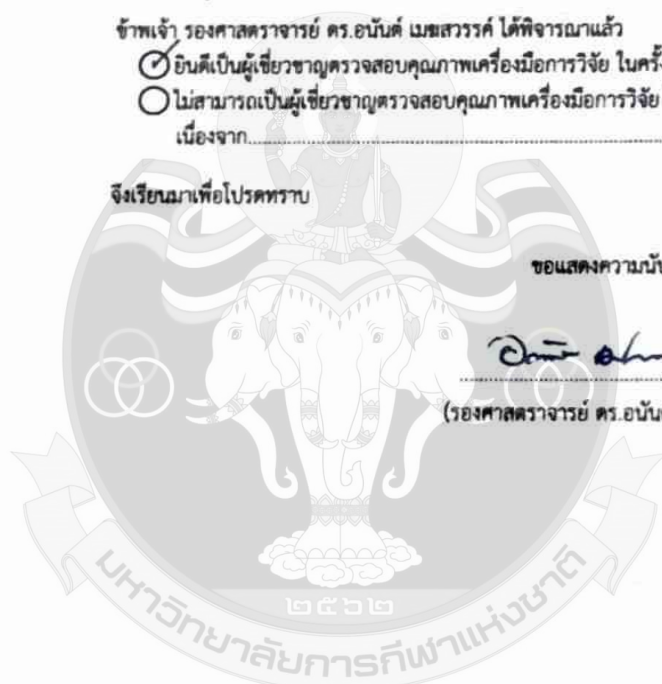 ข้าพเจ้า รองศาสตราจารย์ ดร.อนันต์ เมฆสวรรค์ ได้พิจารณาแล้ว
ยินดีเป็นผู้เชี่ยวชาญตรวจสอบคุณภาพเครื่องมือการวิจัย ในครั้ง
ไม่สามารถเป็นผู้เชี่ยวชาญตรวจสอบคุณภาพเครื่องมือการวิจัย
เนื่องจาก
จึงเรียนมาเพื่อโปรดทราบ
ขอแสดงความนับ
(รองศาสตราจารย์ ดร.อนัน
๒๕๖๒
มหาวิทยาลัยการกีฬาแห่งชาติ